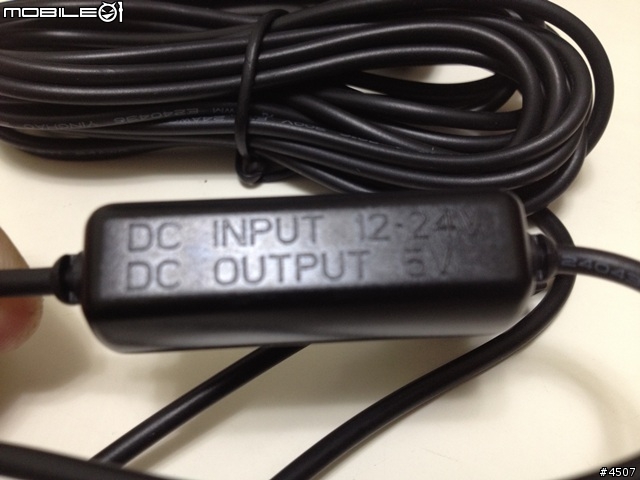 MOBILE01
DC INPUT 12-24V
DC OUTPUT 5V
#4507